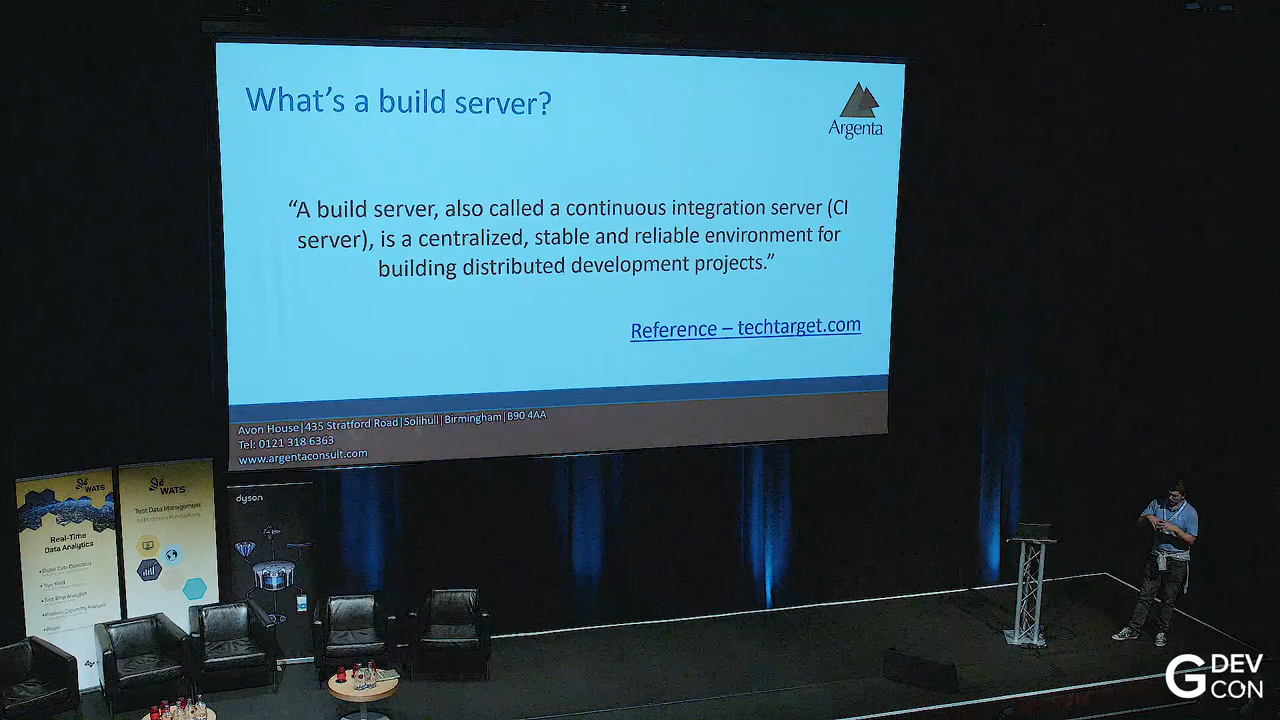 What's a build server?
Argenta
“A build server, also called a continuous integration server (CI
server), is a centralized, stable and reliable environment for
building distributed development projects.”
Reference – techtarget.com
Avon House|435 Stratford Road|Solihull|Birmingham|B90 4AA
Tel: 0121 318 6363
www.argentaconsult.com
WATS
Real-Time
Data Analytics
WATS
Test Data Management
dyson
G DEV
CON